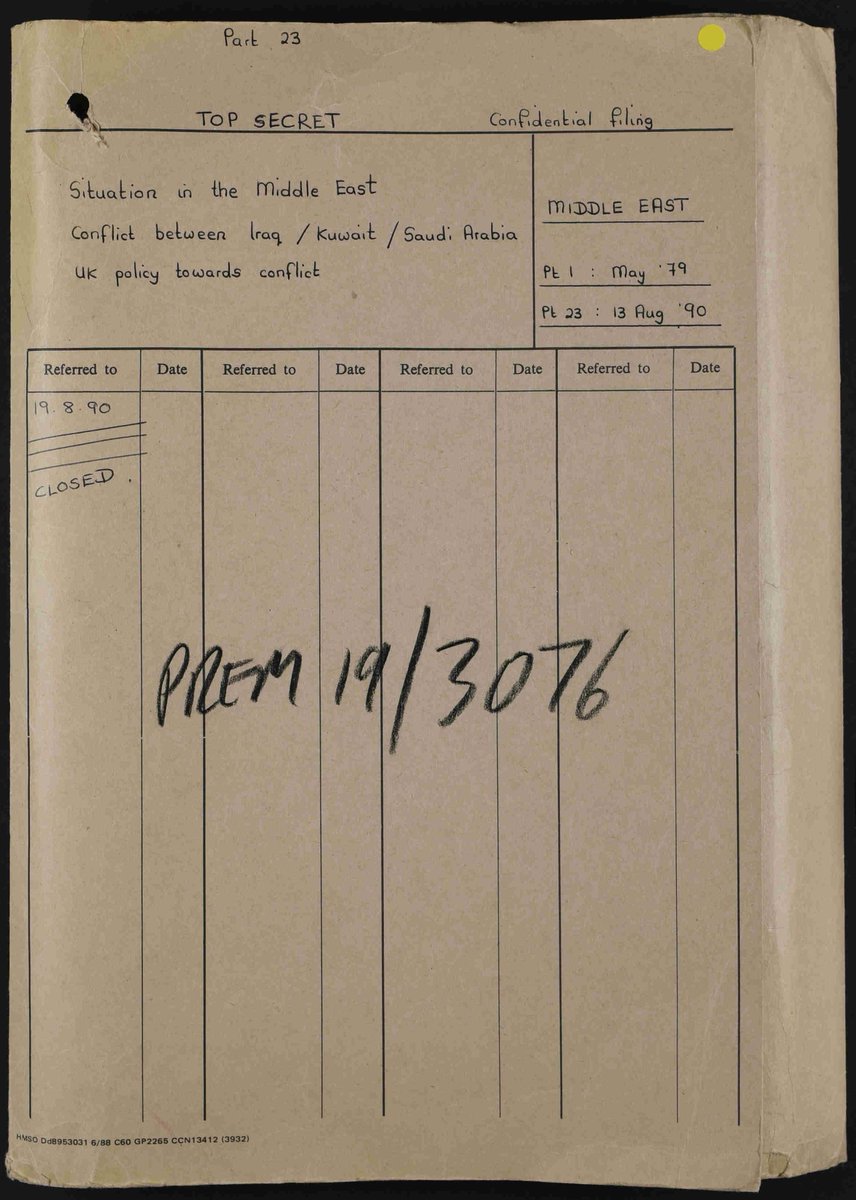 Part 23
TOP SECRET Confidential filing
Situation in the Middle East
Conflict between Iraq / Kuwait / Saudi Arabia
UK policy towards conflict
MIDDLE EAST
Pt 1 : May '79
Pt 23 : 13 Aug '90
Referred to Date Referred to Date Referred to Date Referred to Date
19.8.90
CLOSED.
PREM 19/3076
HMSO Dd8953031 6/88 C60 GP2265 CCN13412 (3932)